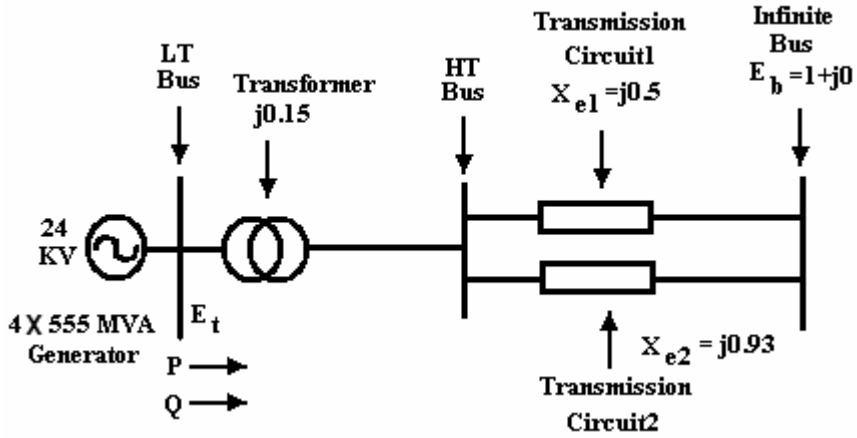 LT
Bus
Transformer
j0.15
HT
Bus
Transmission
Circuit1
X e1 =j0.5
Infinite
Bus
E b =1+j0
24
KV
4 X 555 MVA
Generator
E t
P
Q
X e2 = j0.93
Transmission
Circuit2